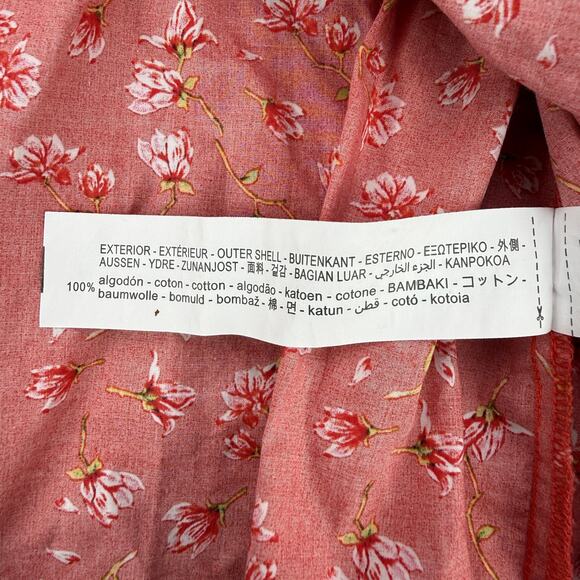 EXTERIOR - EXTÉRIEUR - OUTER SHELL - BUITENKANT - ESTERNO - ΕΞΩΤΕΡΙΚΟ - 外側 -
AUSSEN - YDRE - ZUNANJOST - 面料 - 겉감 - BAGIAN LUAR - الجزء الخارجي - KANPOKOA
100% algodón - coton - cotton - algodão - katoen - cotone - ΒΑΜΒΑΚΙ - コットン -
baumwolle - bomuld - bombaž - 棉 - 면 - katun - قطن - cotó - kotoia